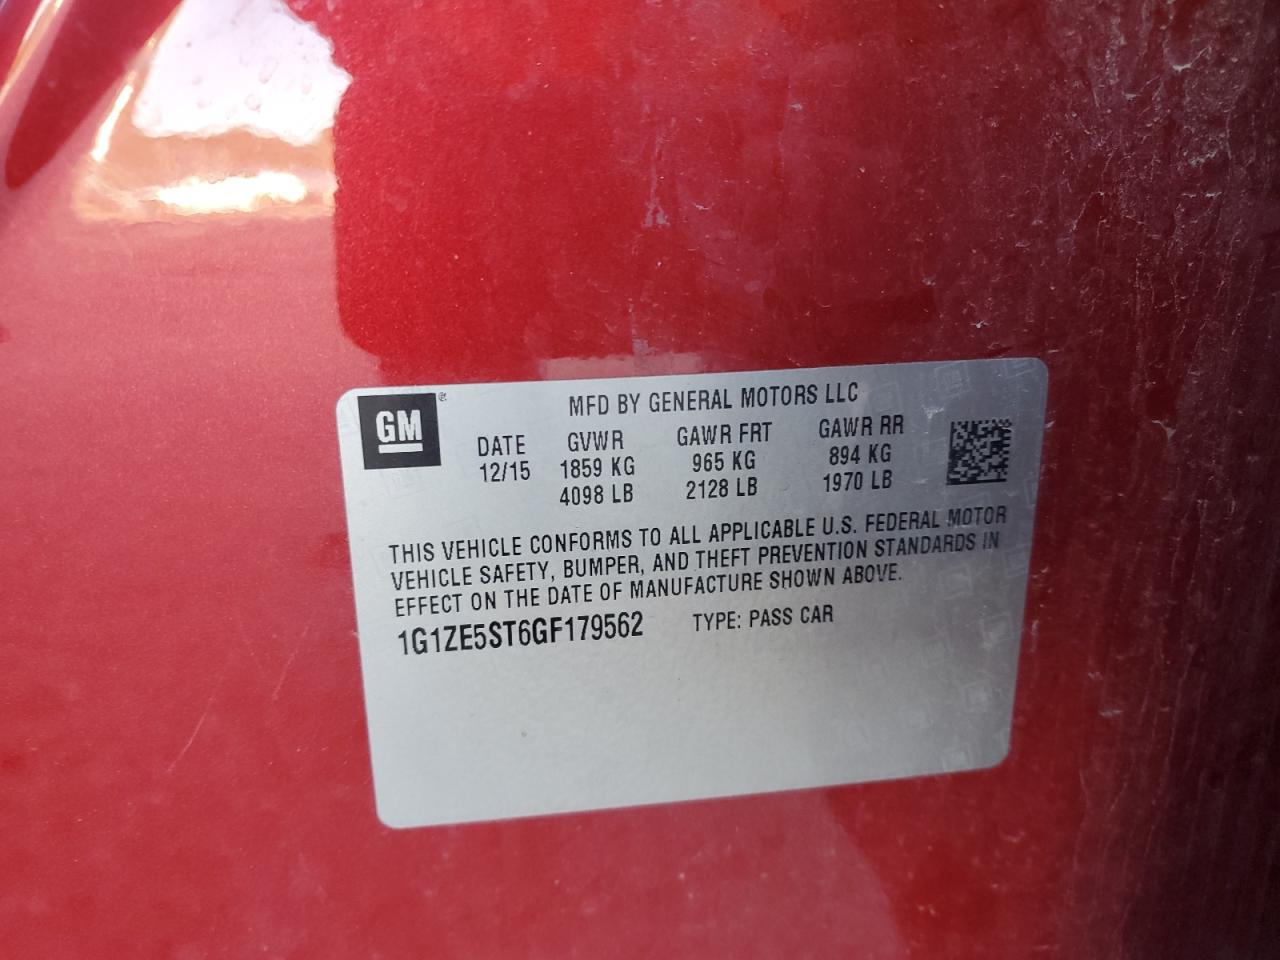 GM
MFD BY GENERAL MOTORS LLC
DATE GVWR GAWR FRT GAWR RR
12/15 1859 KG 965 KG 894 KG
4098 LB 2128 LB 1970 LB
THIS VEHICLE CONFORMS TO ALL APPLICABLE U.S. FEDERAL MOTOR
VEHICLE SAFETY, BUMPER, AND THEFT PREVENTION STANDARDS IN
EFFECT ON THE DATE OF MANUFACTURE SHOWN ABOVE.
1G1ZE5ST6GF179562 TYPE: PASS CAR